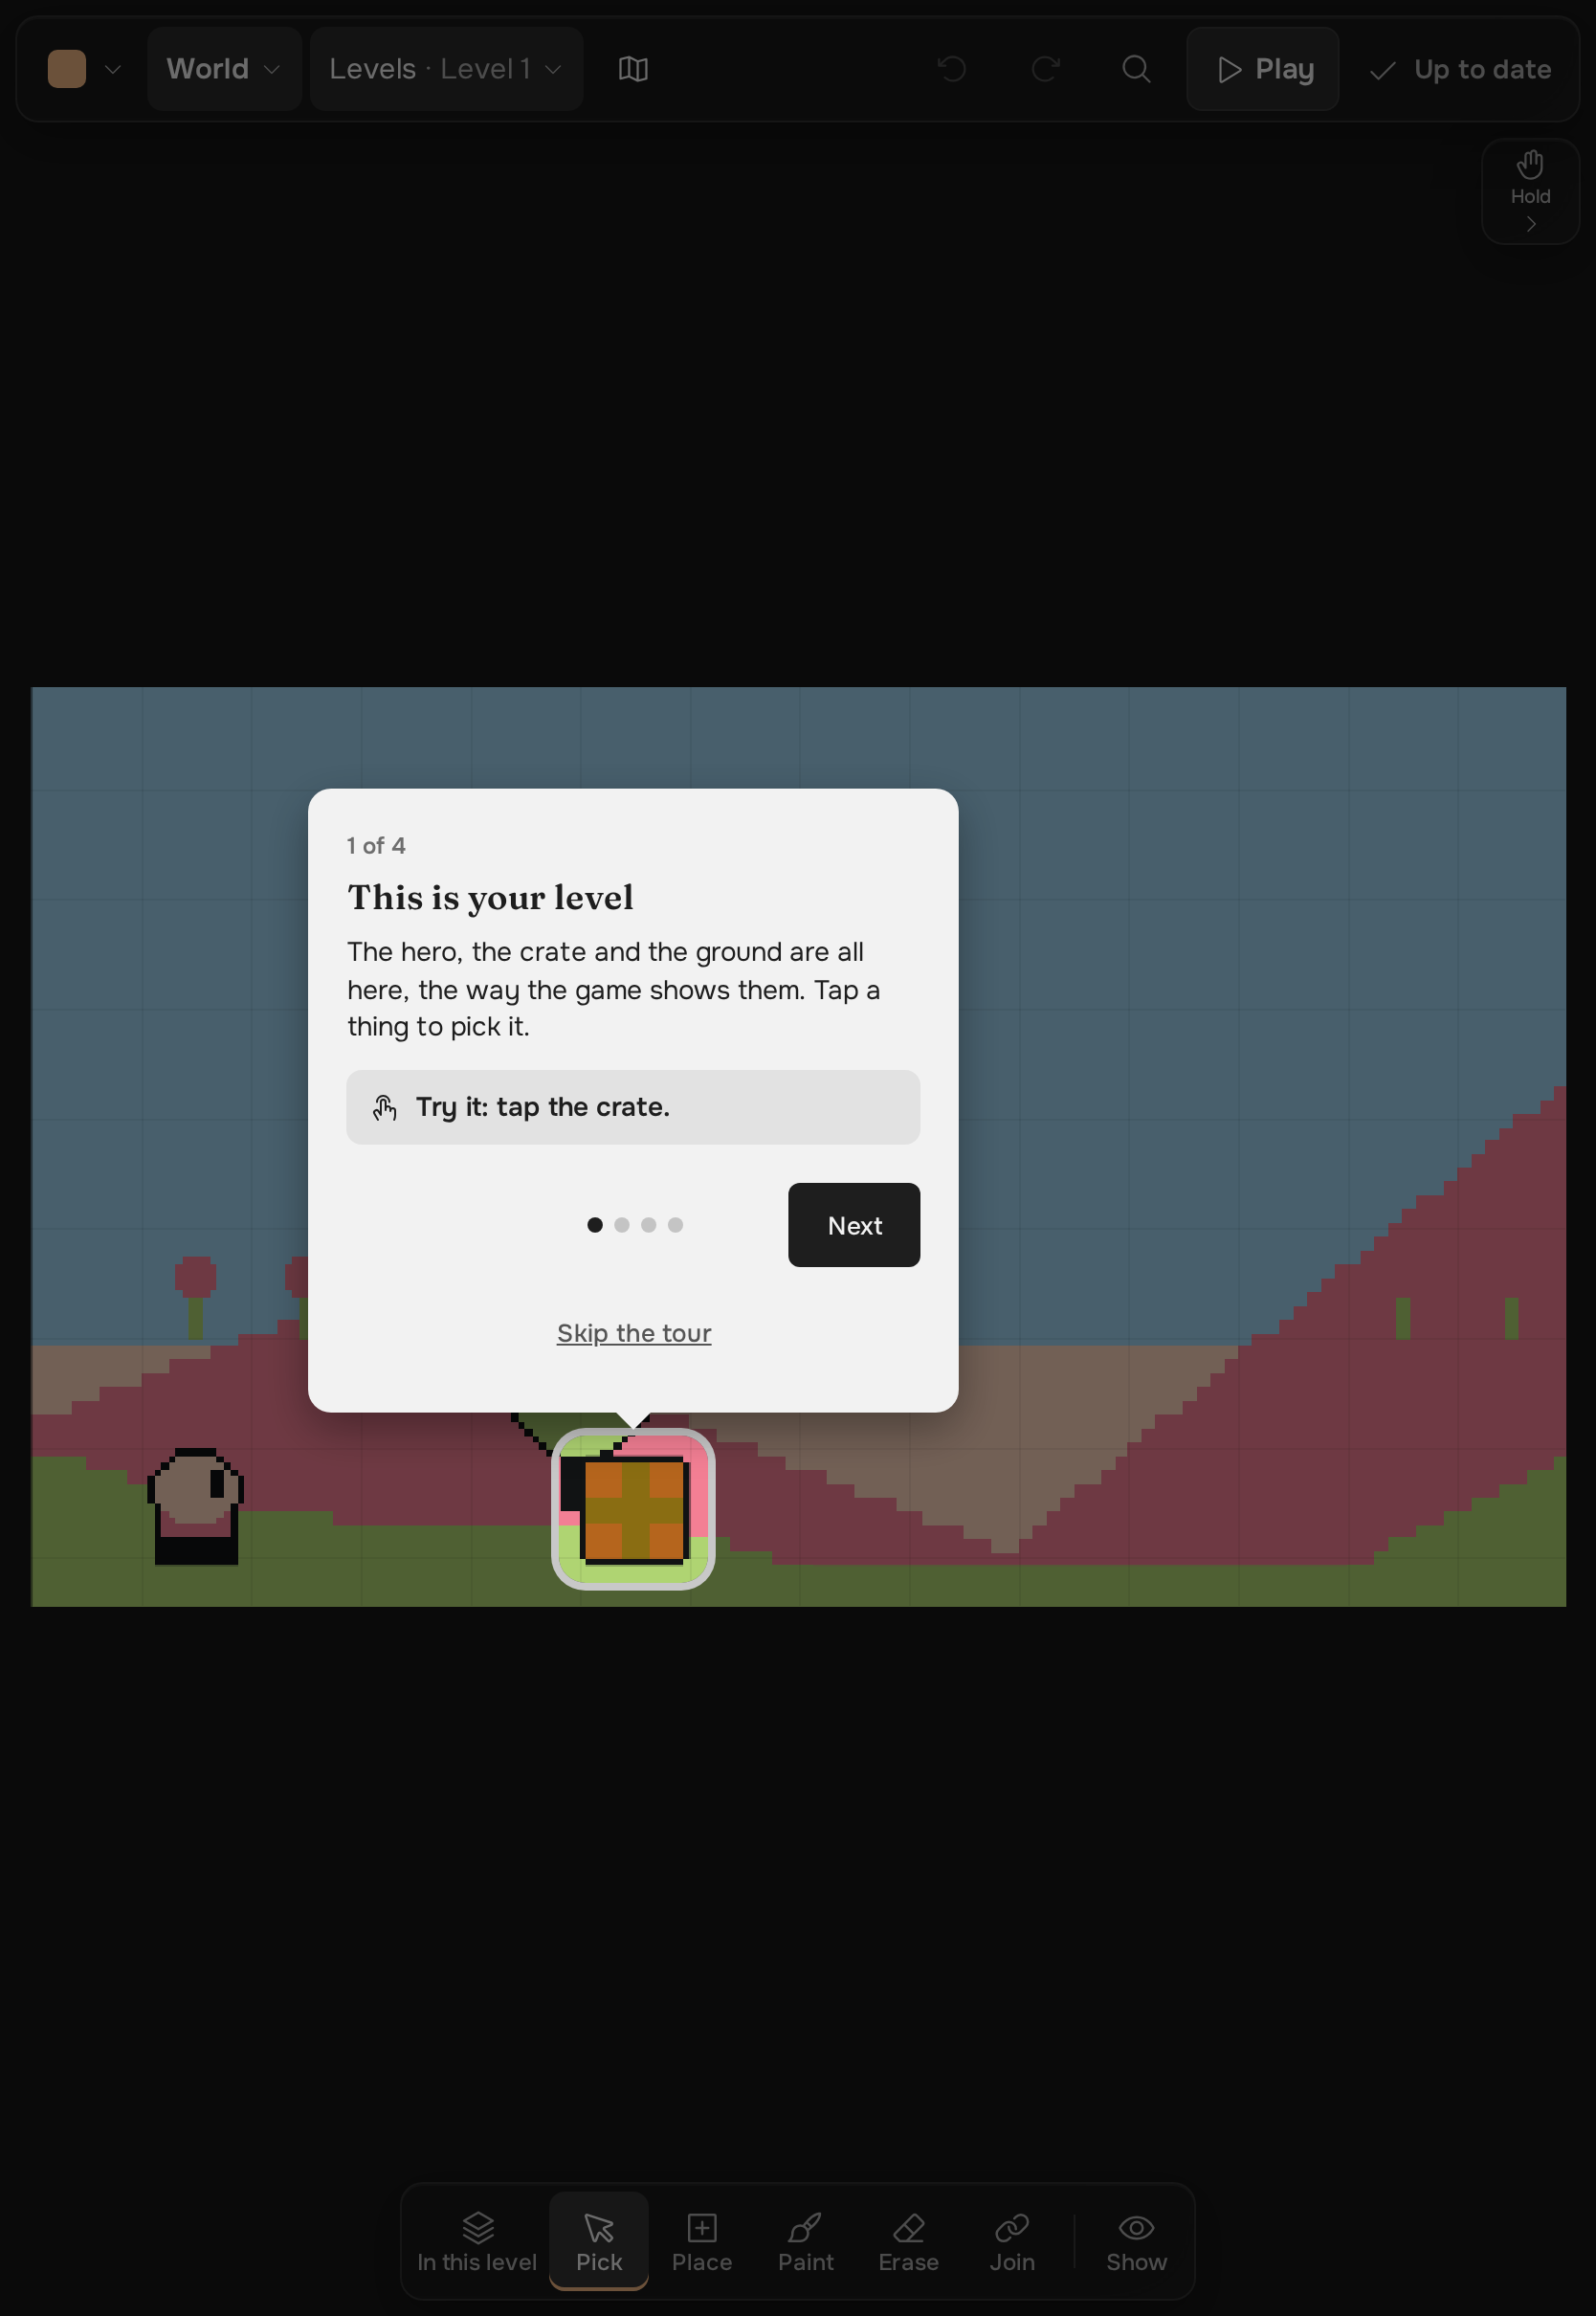 World
Levels · Level 1
Play
Up to date
Hold
1 of 4
This is your level
The hero, the crate and the ground are all
here, the way the game shows them. Tap a
thing to pick it.
Try it: tap the crate.
Next
Skip the tour
In this level
Pick
Place
Paint
Erase
Join
Show